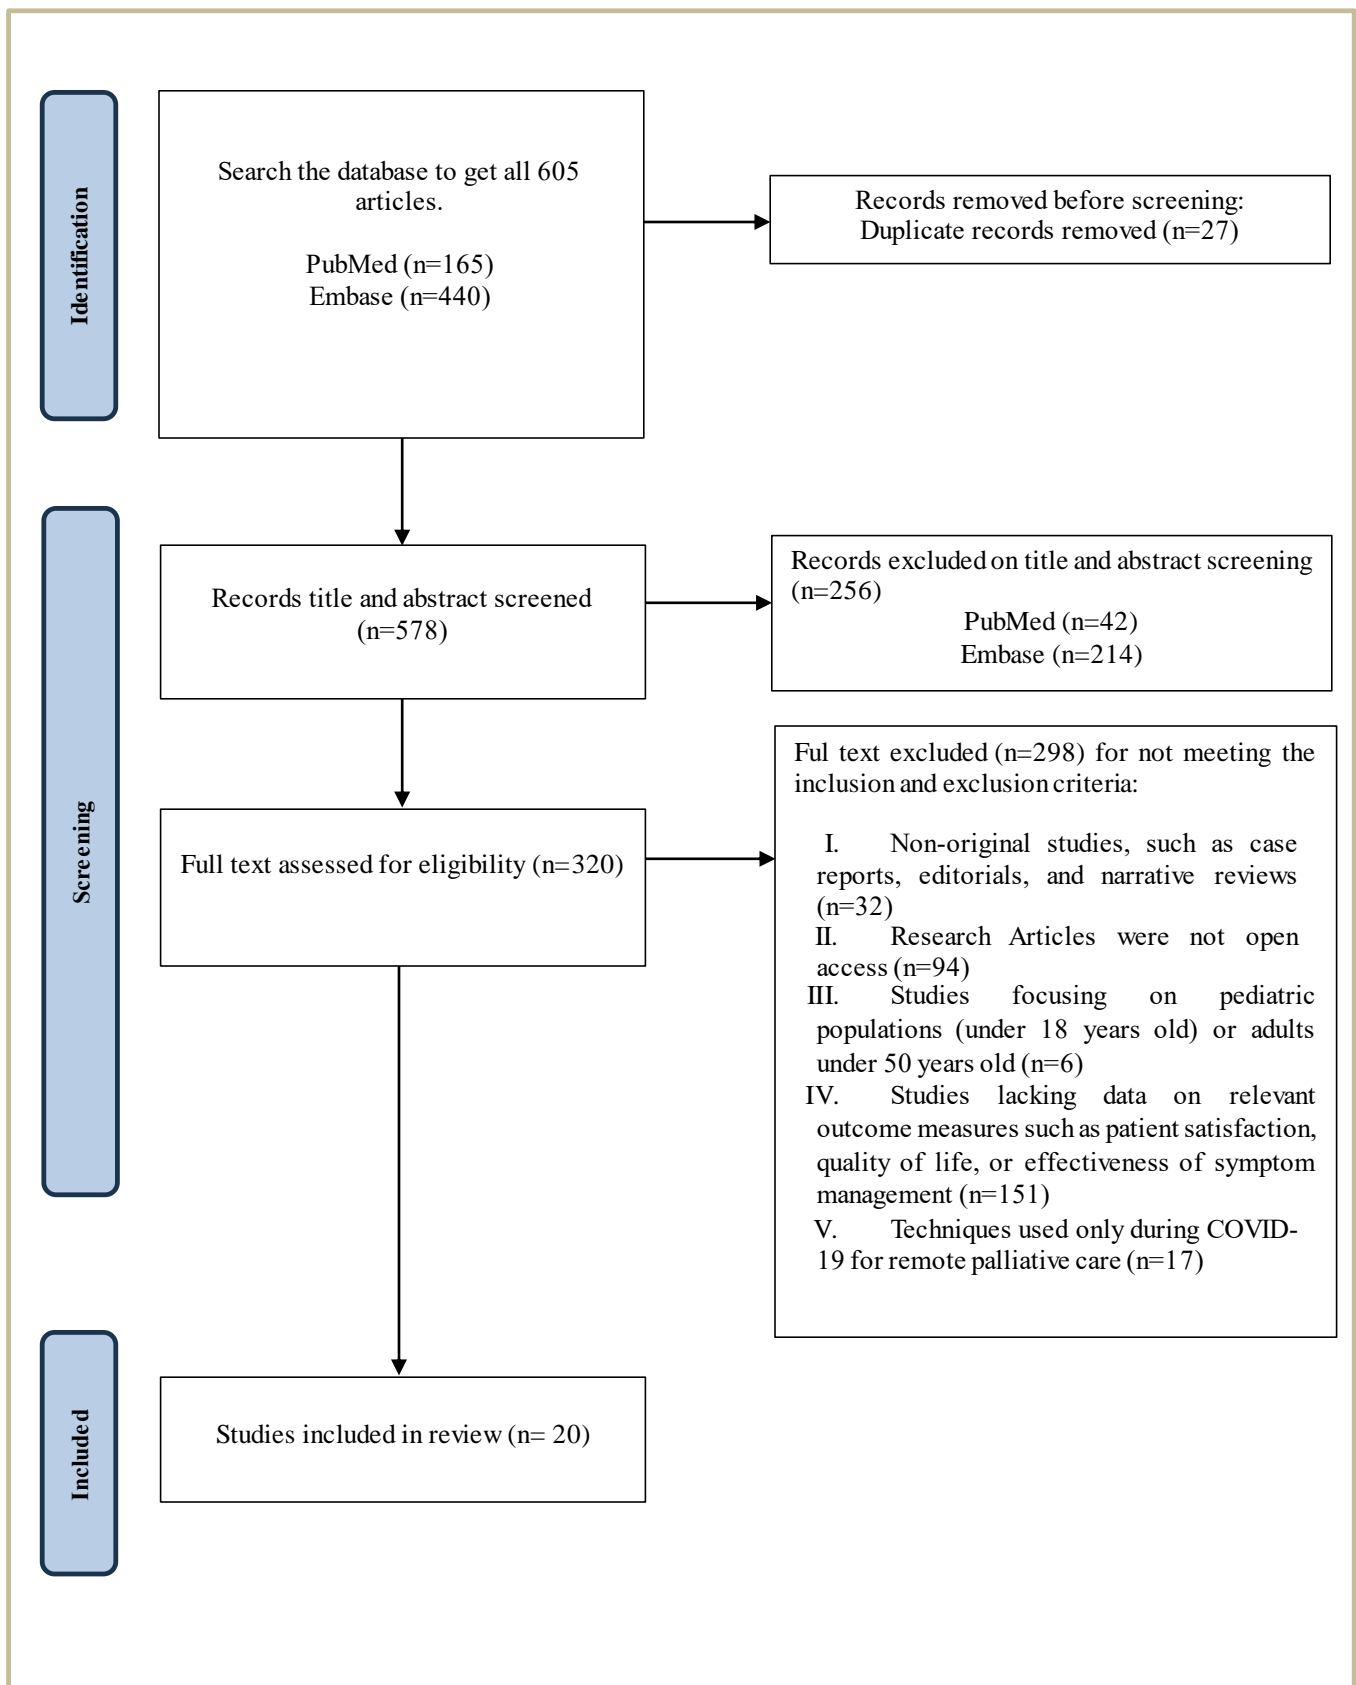 Identification
Search the database to get all 605
articles.
PubMed (n=165)
Embase (n=440)
Records removed before screening:
Duplicate records removed (n=27)
Screening
Records title and abstract screened
(n=578)
Records excluded on title and abstract screening
(n=256)
PubMed (n=42)
Embase (n=214)
Full text assessed for eligibility (n=320)
Ful text excluded (n=298) for not meeting the
inclusion and exclusion criteria:
I. Non-original studies, such as case
reports, editorials, and narrative reviews
(n=32)
II. Research Articles were not open
access (n=94)
III. Studies focusing on pediatric
populations (under 18 years old) or adults
under 50 years old (n=6)
IV. Studies lacking data on relevant
outcome measures such as patient satisfaction,
quality of life, or effectiveness of symptom
management (n=151)
V. Techniques used only during COVID-
19 for remote palliative care (n=17)
Included
Studies included in review (n= 20)